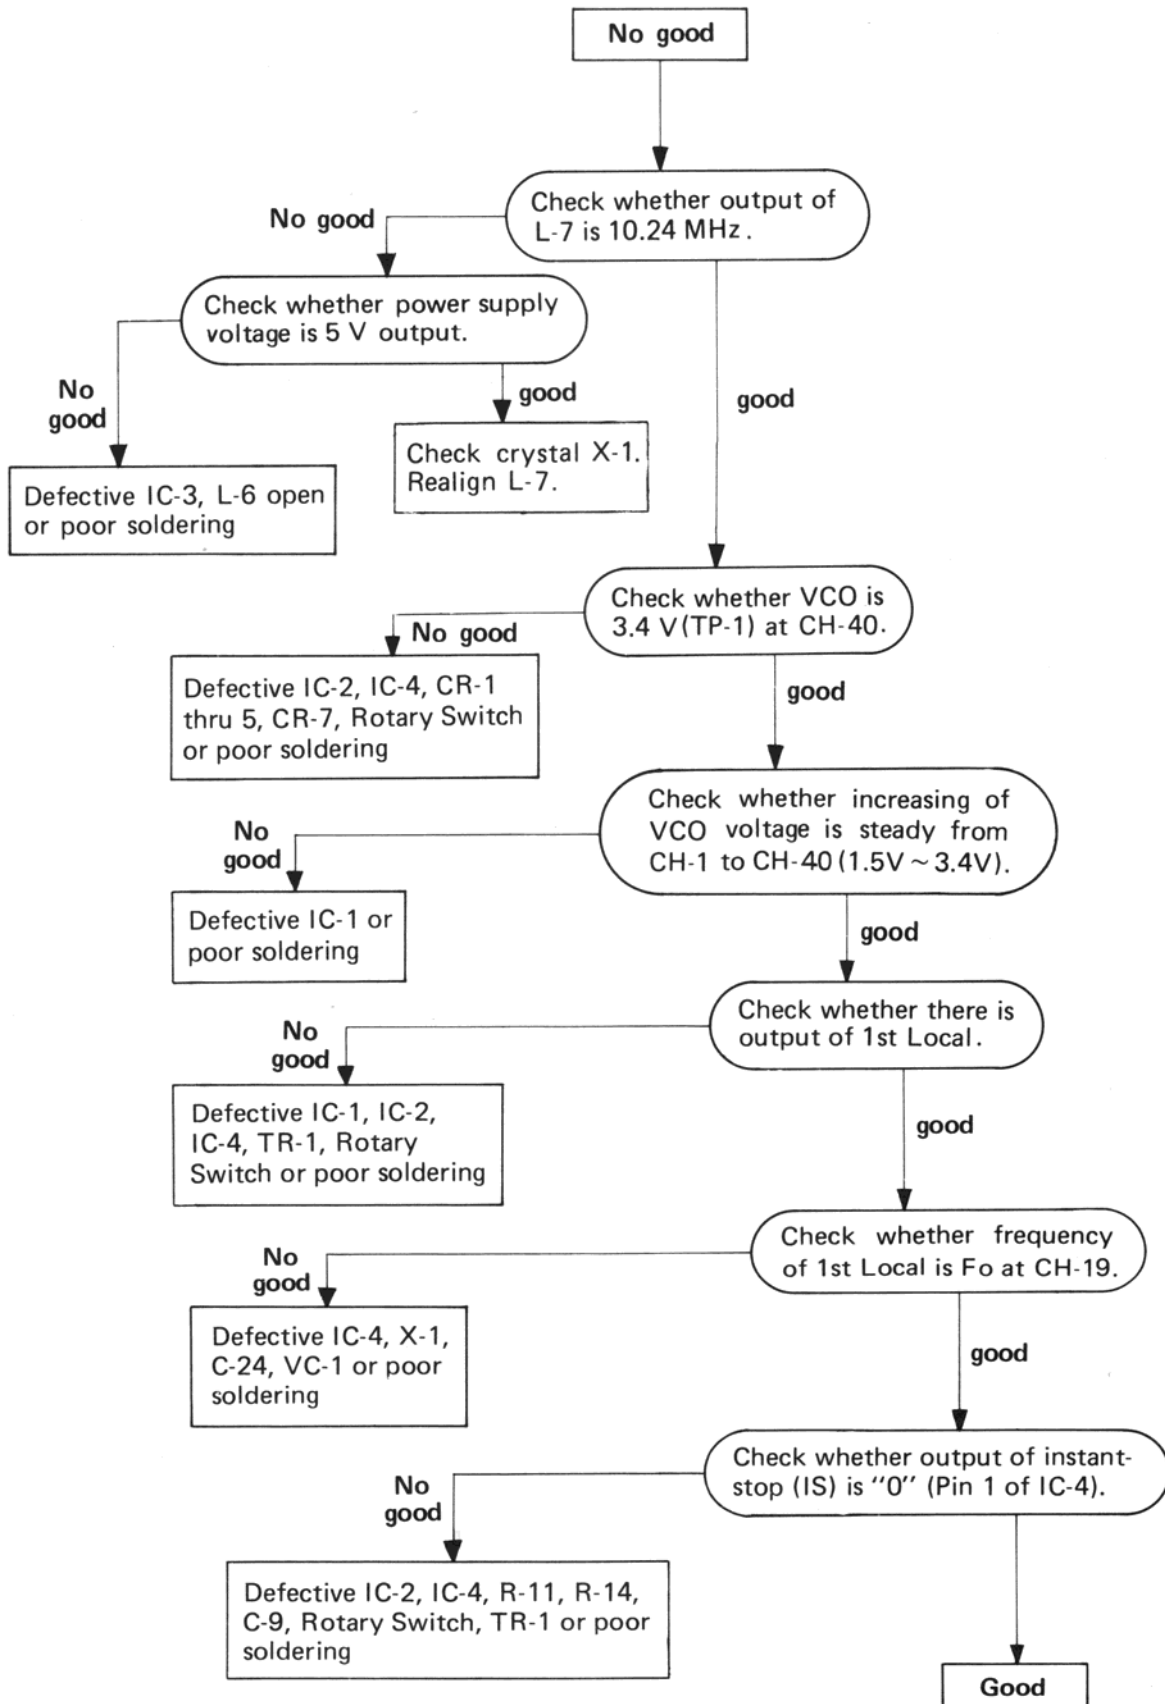 No good
Check whether output of
L-7 is 10.24 MHz.
No good
Check whether power supply
voltage is 5 V output.
No
good
good
good
Check crystal X-1.
Realign L-7.
Defective IC-3, L-6 open
or poor soldering
Check whether VCO is
3.4 V (TP-1) at CH-40.
No good
Defective IC-2, IC-4, CR-1
thru 5, CR-7, Rotary Switch
or poor soldering
good
Check whether increasing of
VCO voltage is steady from
CH-1 to CH-40 (1.5V ~ 3.4V).
No
good
Defective IC-1 or
poor soldering
good
Check whether there is
output of 1st Local.
No
good
Defective IC-1, IC-2,
IC-4, TR-1, Rotary
Switch or poor soldering
good
Check whether frequency
of 1st Local is Fo at CH-19.
No
good
Defective IC-4, X-1,
C-24, VC-1 or poor
soldering
good
Check whether output of instant-
stop (IS) is "0" (Pin 1 of IC-4).
No
good
Defective IC-2, IC-4, R-11, R-14,
C-9, Rotary Switch, TR-1 or poor
soldering
Good